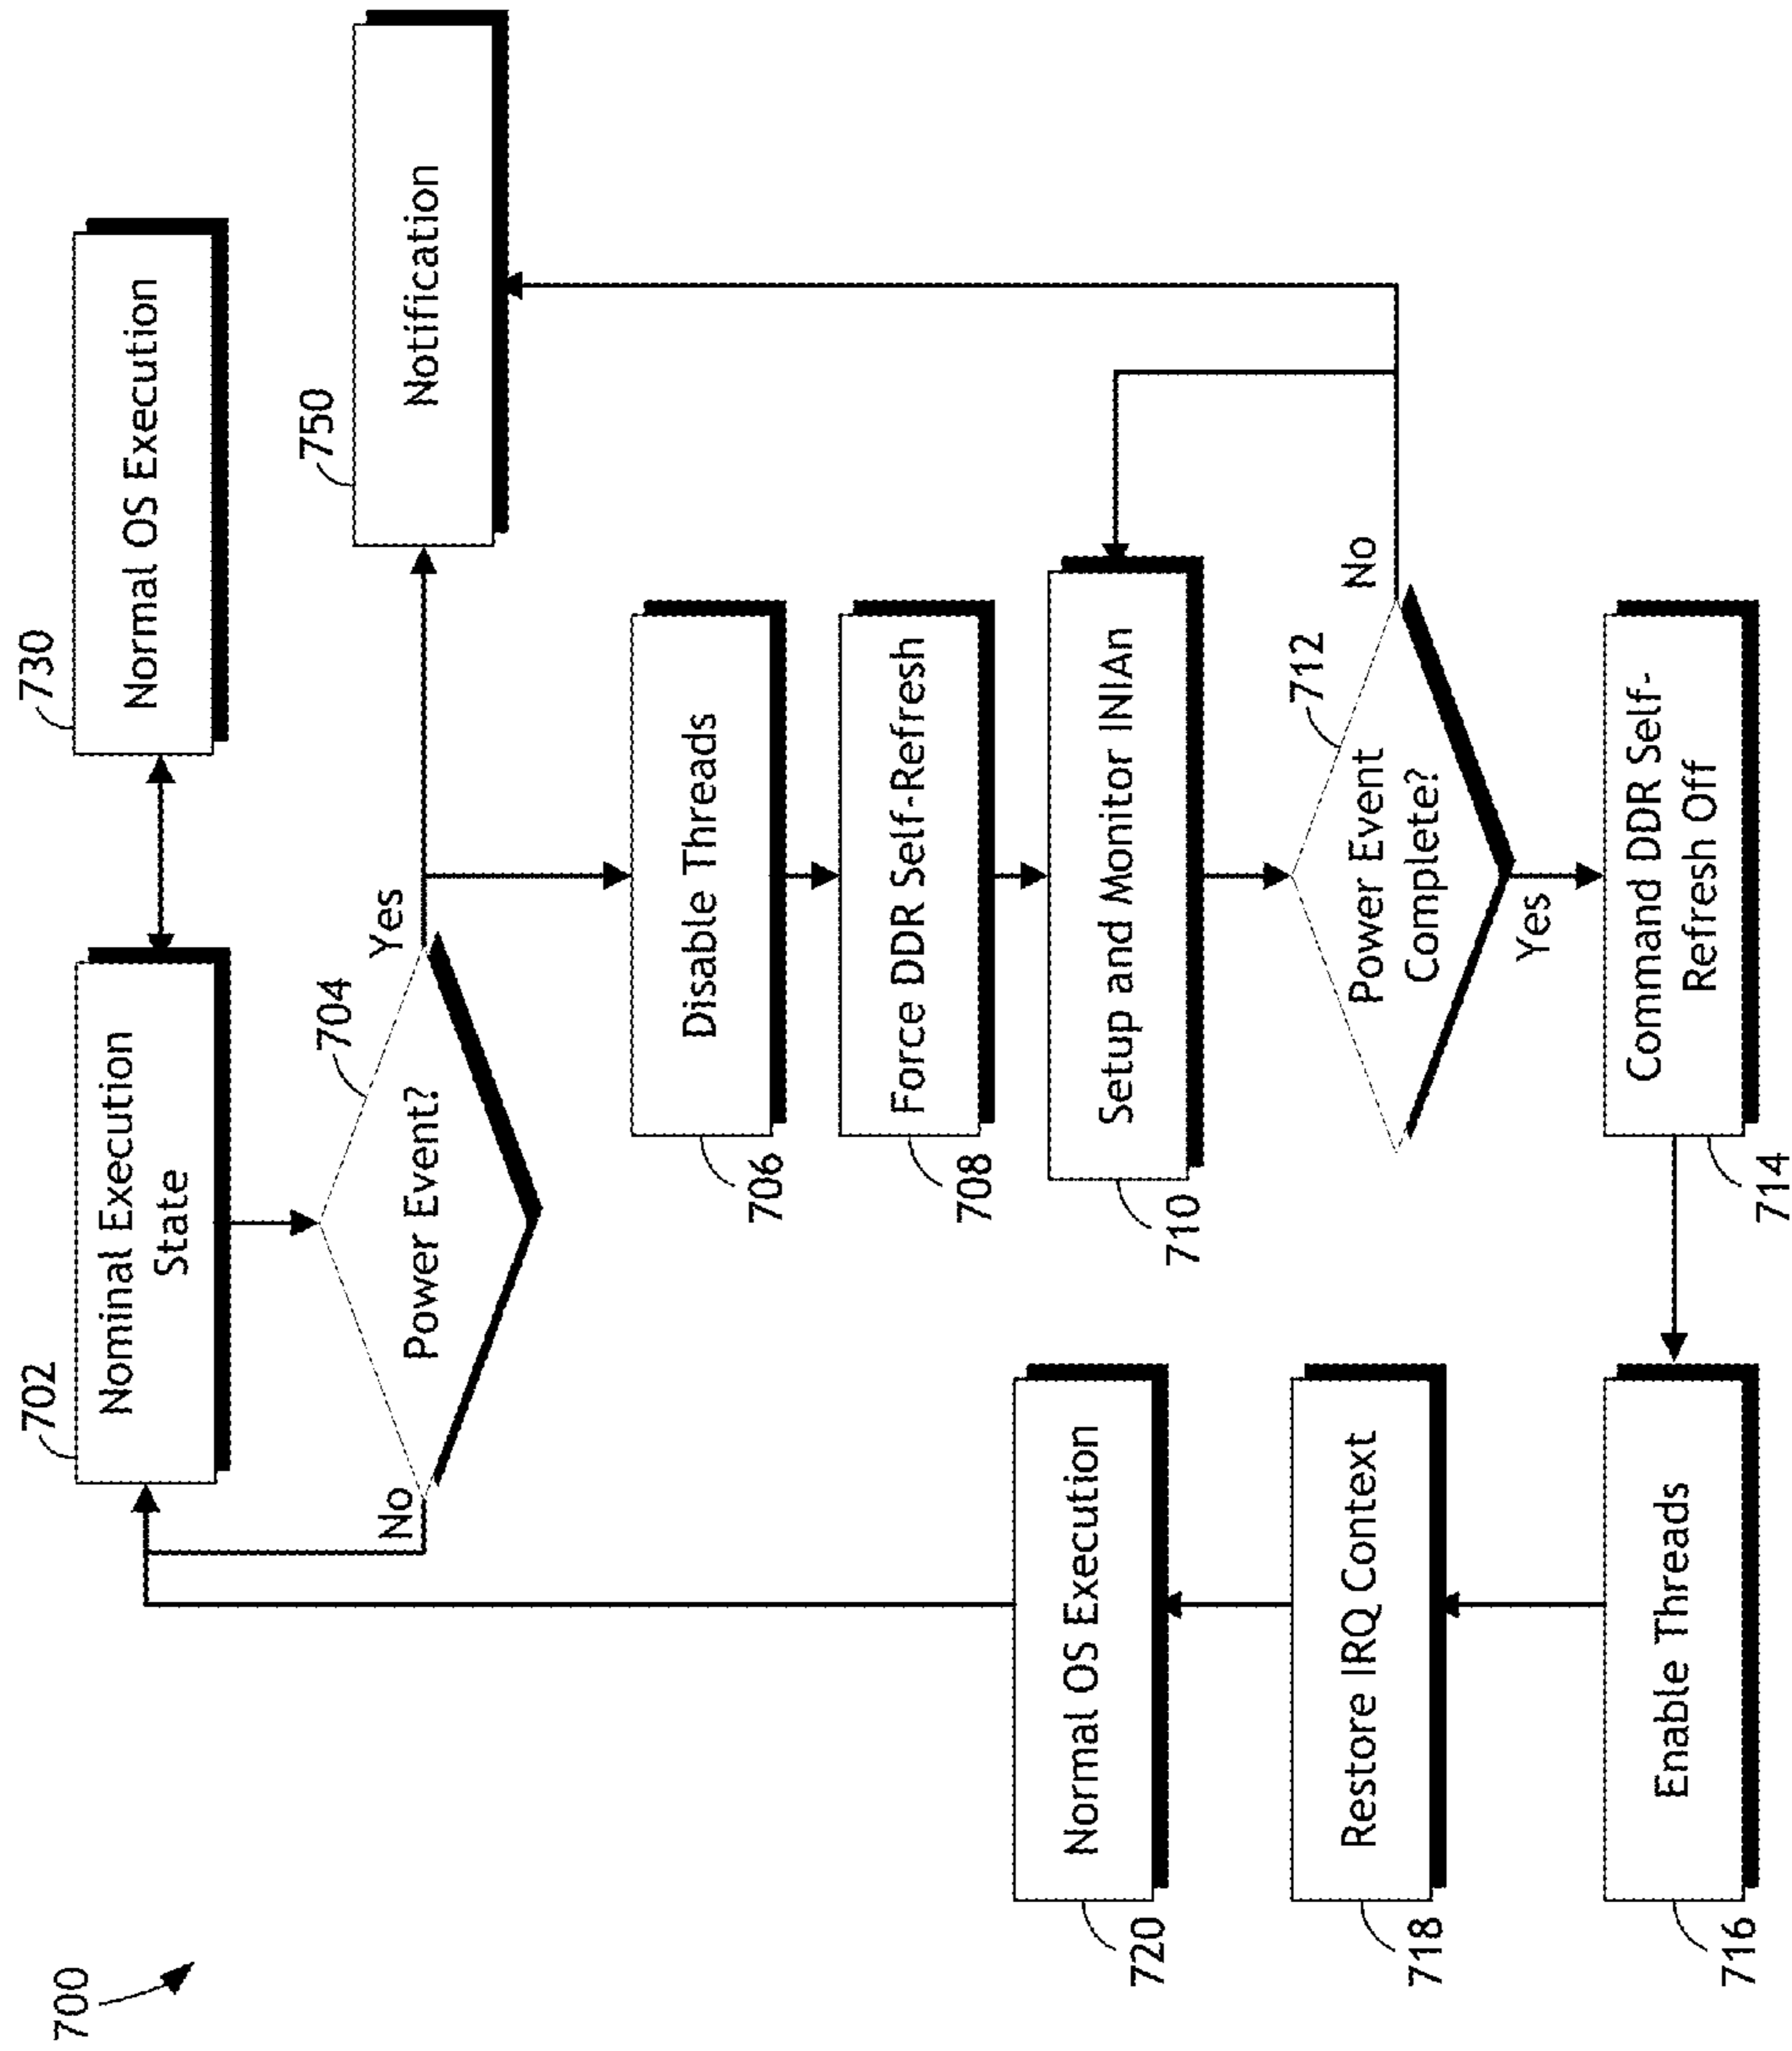 700
702
Nominal Execution
State
730
Normal OS Execution
704
Power Event?
No
Yes
750
Notification
706
Disable Threads
708
Force DDR Self-Refresh
710
Setup and Monitor INIAn
712
Power Event
Complete?
No
Yes
714
Command DDR Self-
Refresh Off
716
Enable Threads
718
Restore IRQ Context
720
Normal OS Execution